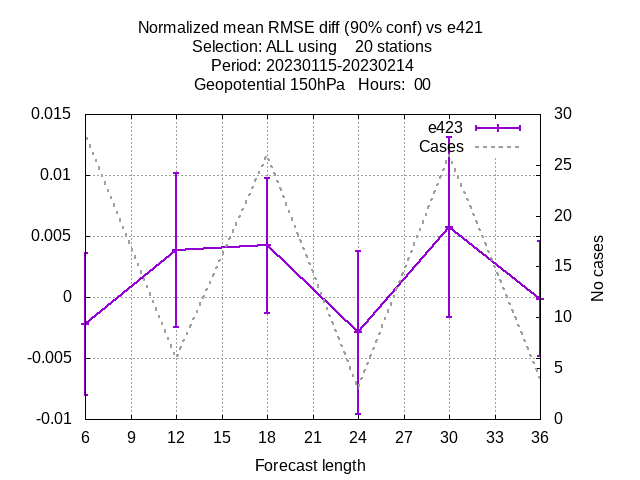 Normalized mean RMSE diff (90% conf) vs e421
Selection: ALL using    20 stations
Period: 20230115-20230214
Geopotential 150hPa   Hours:  00
0.015
0.01
0.005
0
-0.005
-0.01
30
25
20
15
10
5
0
e423
Cases
No cases
6 9 12 15 18 21 24 27 30 33 36
Forecast length